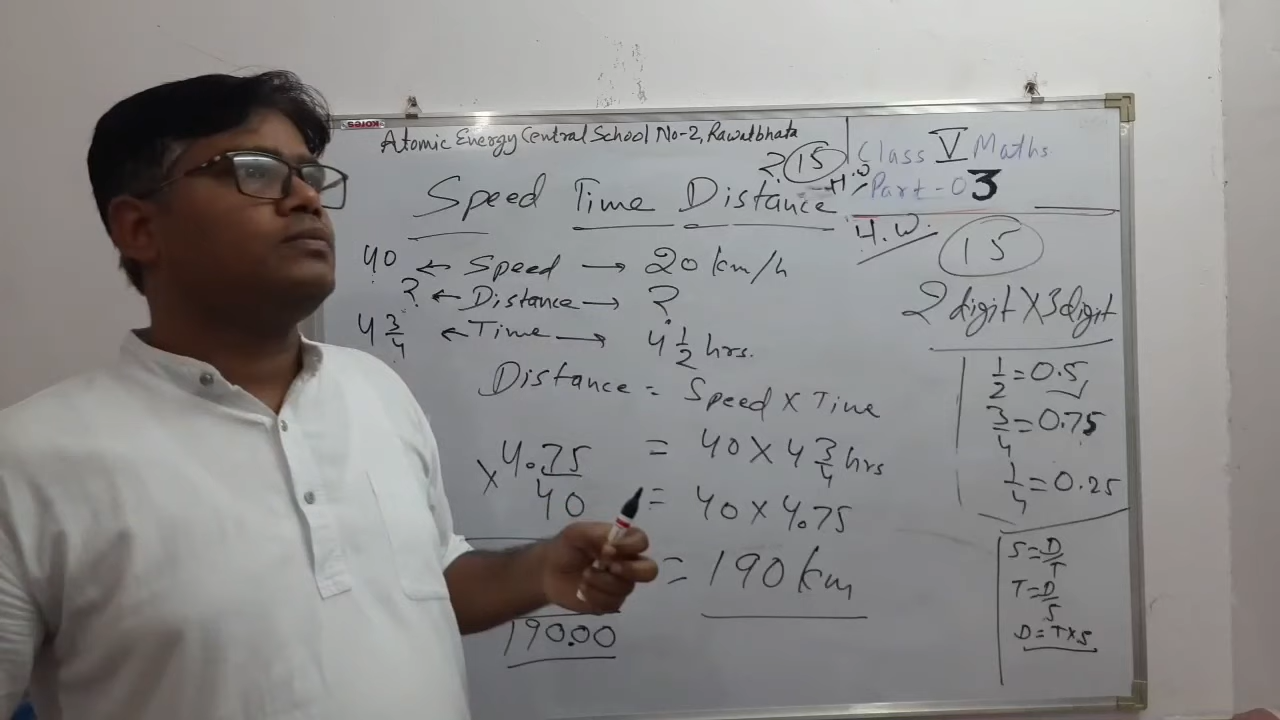 KOLES
Atomic Energy Central School No-2, Rawatbhata
Class V Maths
Part-03
? 15
H.W
Speed Time Distance
H.W.
15
40 ← Speed → 20 km/h
? ← Distance → ?
4 3/4 ← Time → 4 1/2 hrs.
2 digit X 3 digit
Distance = Speed X Time
1/2 = 0.5
3/4 = 0.75
1/4 = 0.25
= 40 X 4 3/4 hrs
X 4.75
40
= 40 X 4.75
= 190 km
190.00
S = D/T
T = D/S
D = T X S